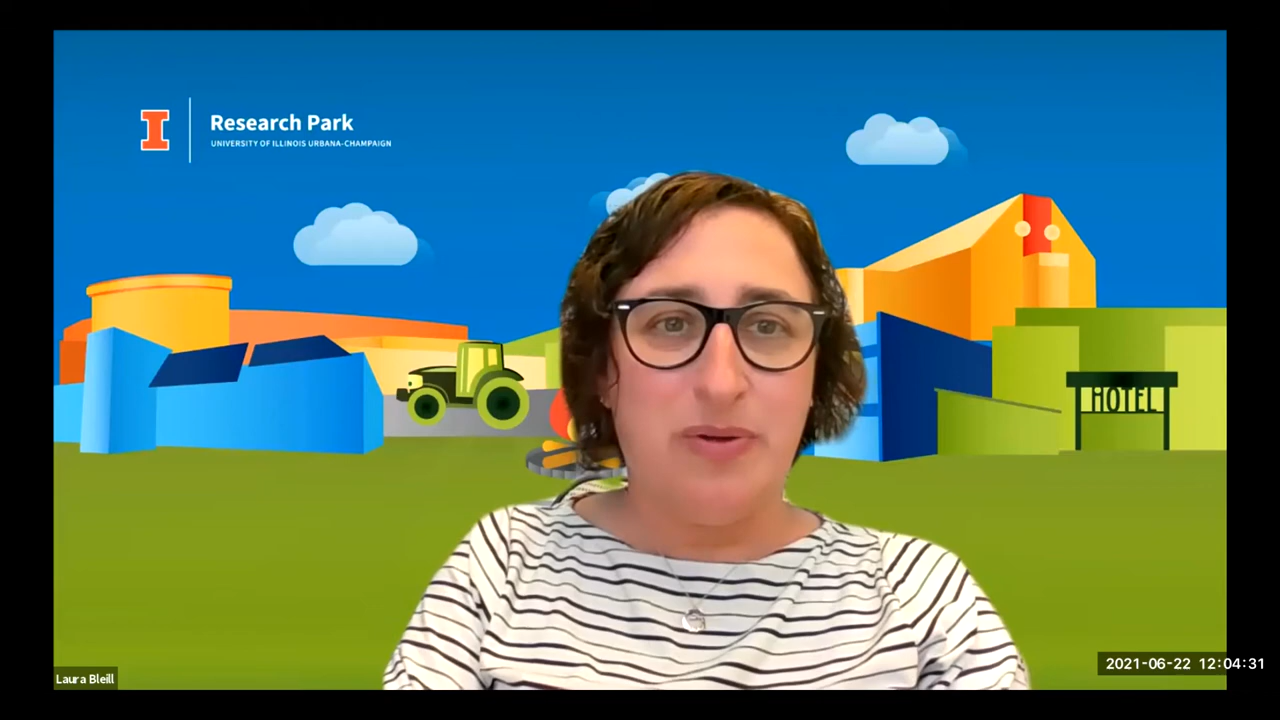 I
Research Park
UNIVERSITY OF ILLINOIS URBANA-CHAMPAIGN
HOTEL
Laura Bleill
2021-06-22 12:04:31